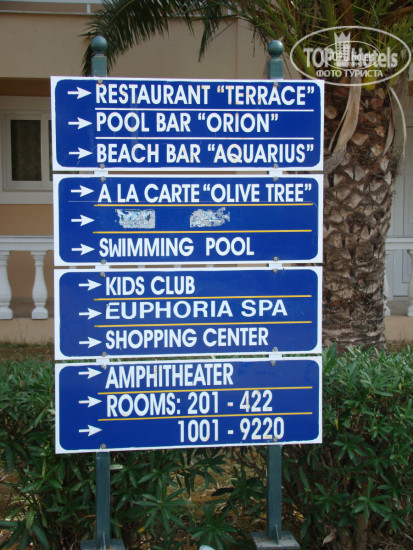 RESTAURANT "TERRACE"
POOL BAR "ORION"
BEACH BAR "AQUARIUS"
A LA CARTE "OLIVE TREE"
SWIMMING POOL
KIDS CLUB
EUPHORIA SPA
SHOPPING CENTER
AMPHITHEATER
ROOMS: 201 - 422
1001 - 9220
TOPHotels
ФОТО ТУРИСТА